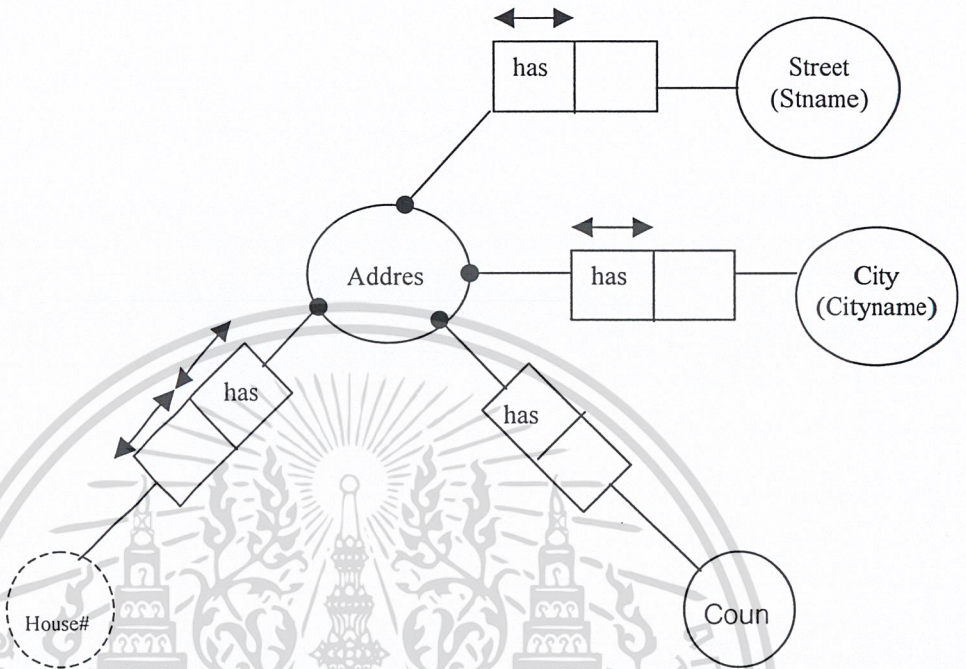 has
Street
(Stname)
Addres
has
City
(Cityname)
has
has
House#
Coun